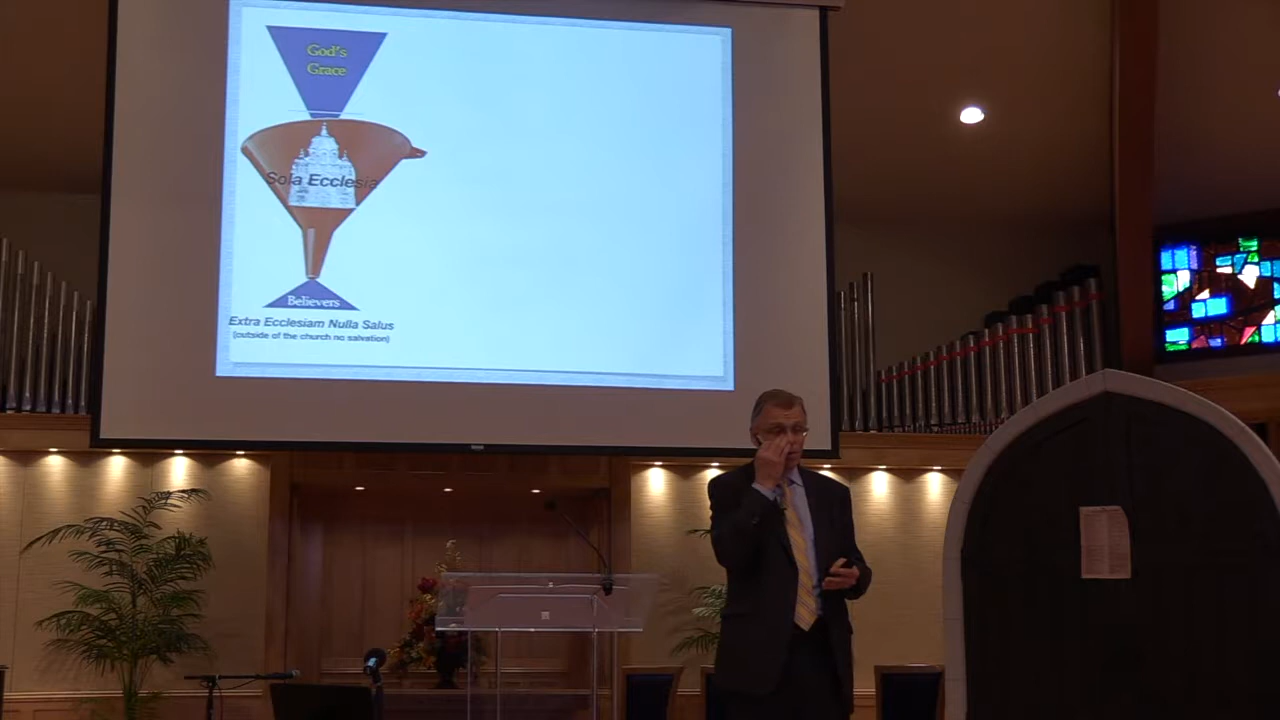 God's
Grace
Sola Ecclesia
Believers
Extra Ecclesiam Nulla Salus
(outside of the church no salvation)